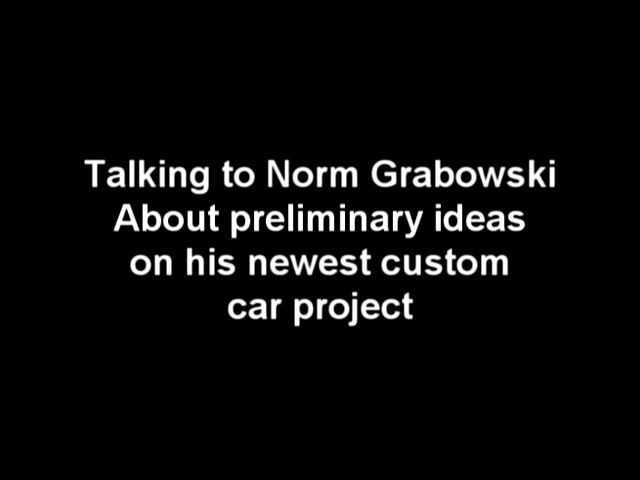 Talking to Norm Grabowski
About preliminary ideas
on his newest custom
car project